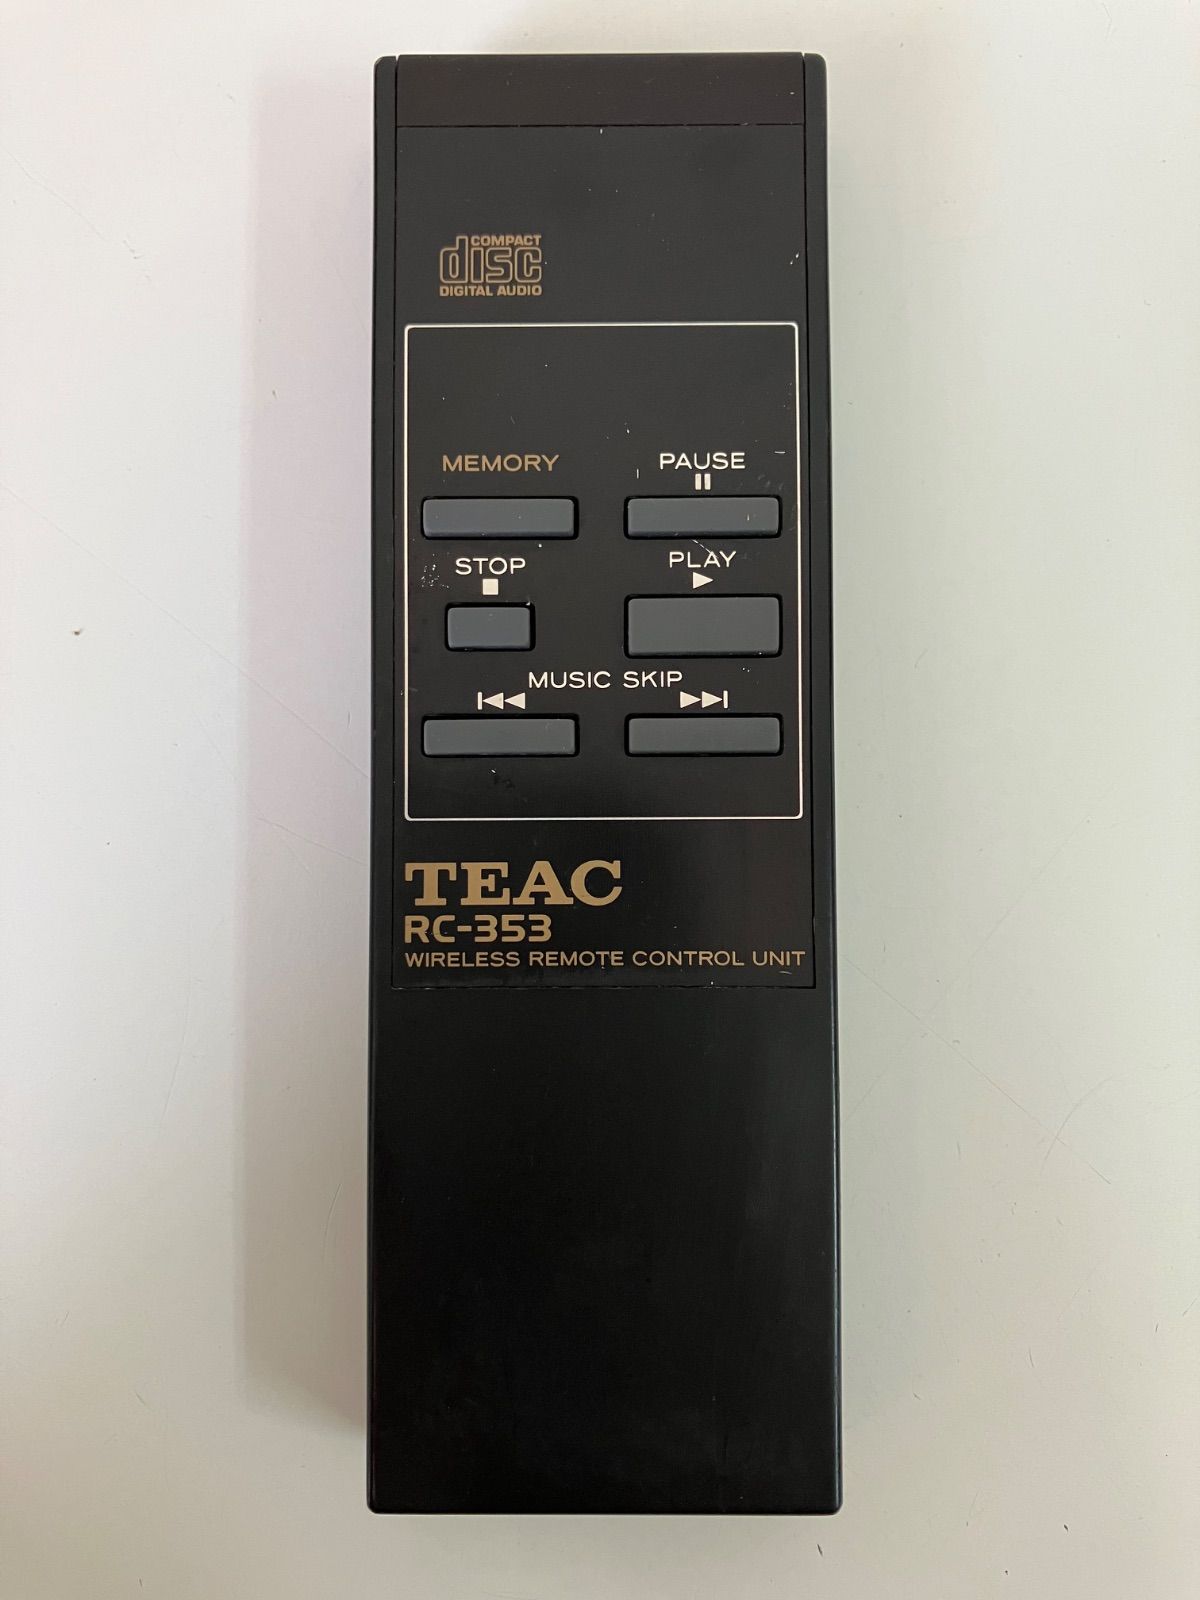 COMPACT
disc
DIGITAL AUDIO
MEMORY
PAUSE
STOP
PLAY
MUSIC SKIP
TEAC
RC-353
WIRELESS REMOTE CONTROL UNIT